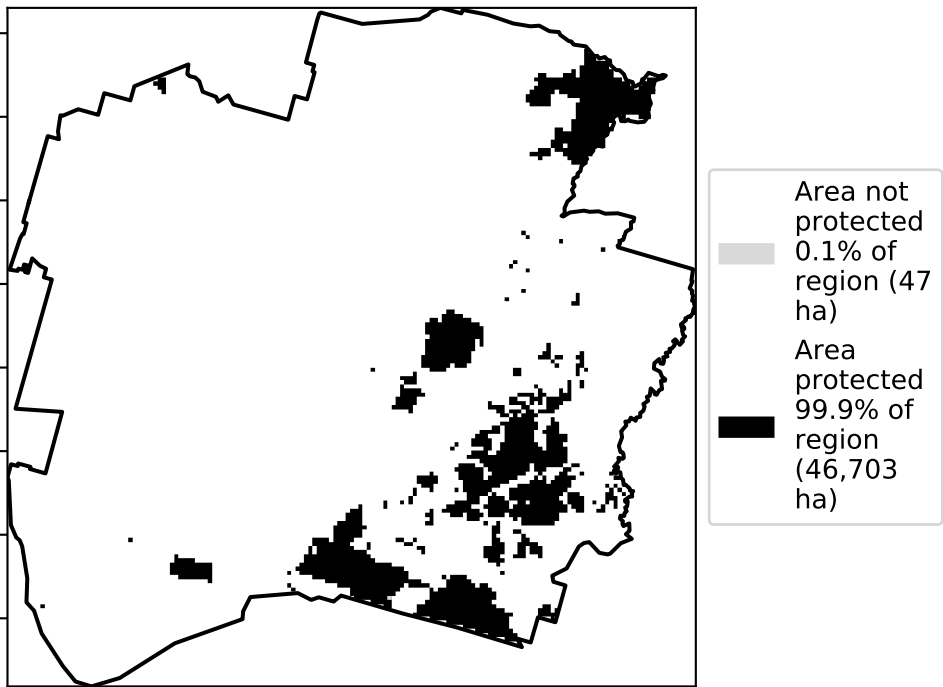 Area not
protected
0.1% of
region (47
ha)
Area
protected
99.9% of
region
(46,703
ha)